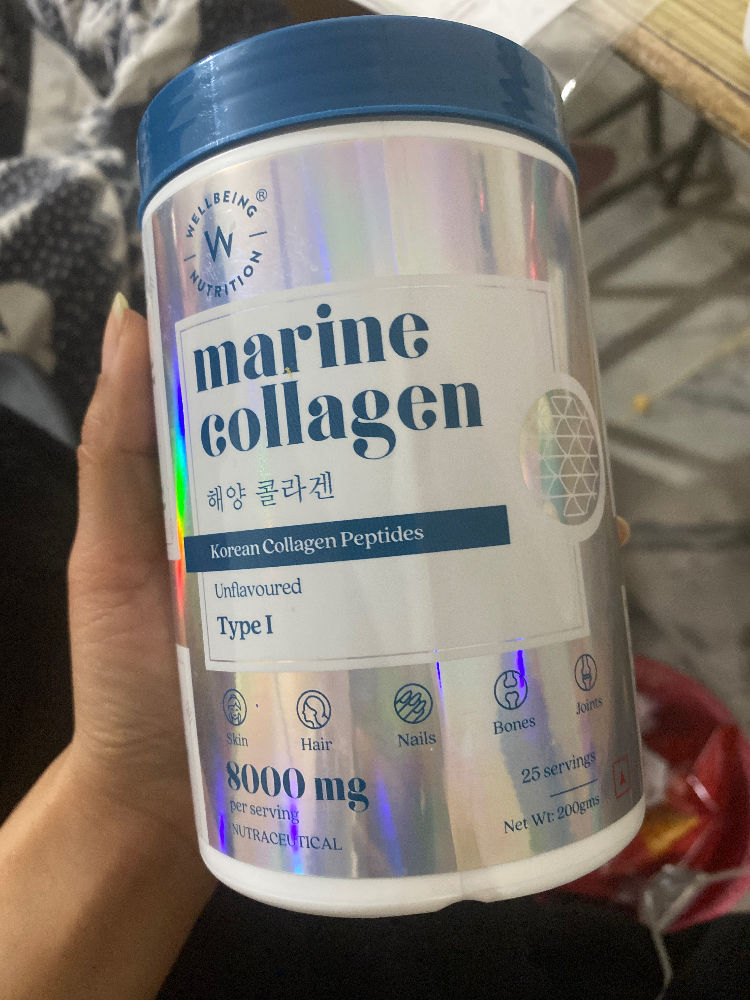 WELLBEING
W
NUTRITION
®
marine
collagen
해양 콜라겐
Korean Collagen Peptides
Unflavoured
Type I
Skin
Hair
Nails
Bones
Joints
8000 mg
per serving
NUTRACEUTICAL
25 servings
Net Wt: 200gms